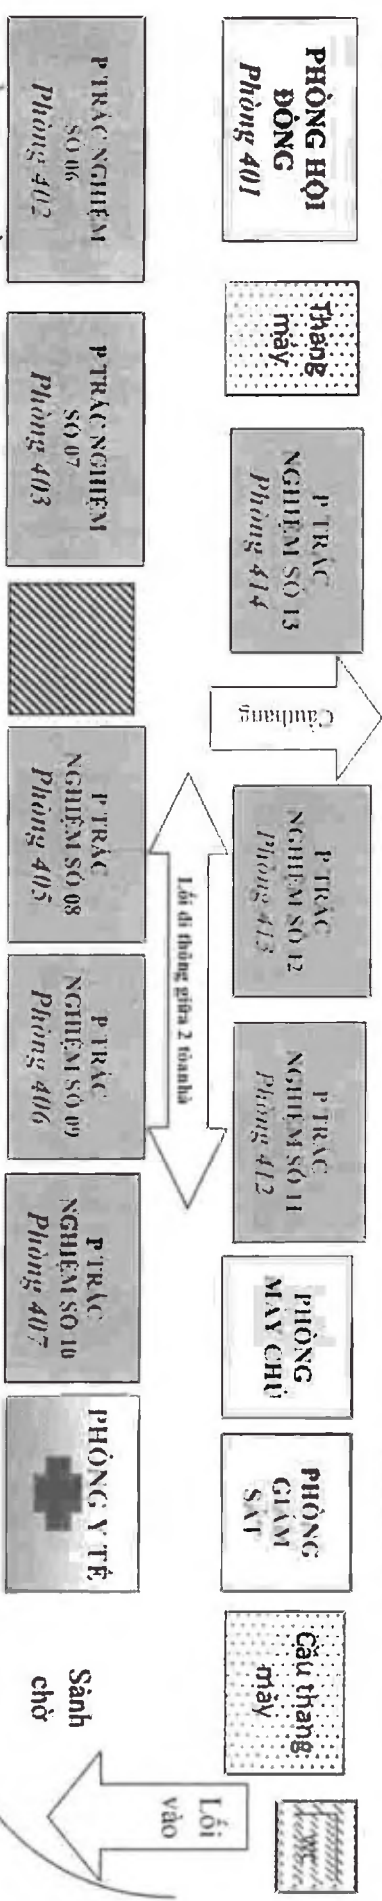 PHÒNG HỘI
ĐỒNG
Phòng 401
Thang
máy
P TRẮC
NGHIỆM SỐ 13
Phòng 414
Cầu thang
P TRẮC
NGHIỆM SỐ 12
Phòng 413
P TRẮC
NGHIỆM SỐ 11
Phòng 412
PHÒNG
MÁY CHỦ
PHÒNG
GIÁM
SÁT
Cầu thang
máy
WC
Lối đi thông giữa 2 tòa nhà
Lối
vào
P TRẮC NGHIỆM
SỐ 06
Phòng 402
P TRẮC NGHIỆM
SỐ 07
Phòng 403
P TRẮC
NGHIỆM SỐ 08
Phòng 405
P TRẮC
NGHIỆM SỐ 09
Phòng 406
P TRẮC
NGHIỆM SỐ 10
Phòng 407
PHÒNG Y TẾ
Sảnh
chờ